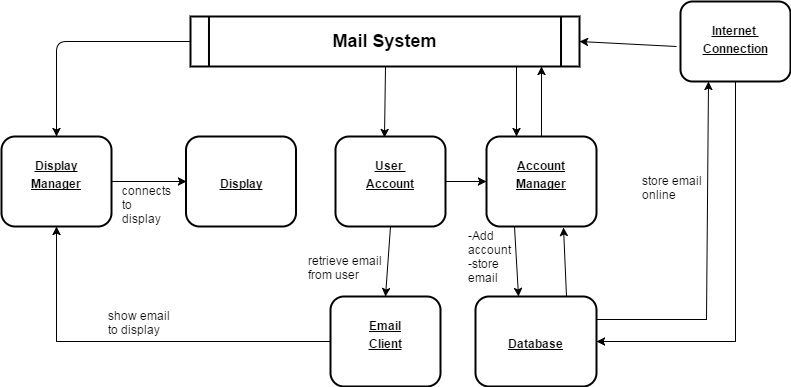 Mail System
Internet
Connection
Display
Manager
connects
to
display
Display
User
Account
Account
Manager
store email
online
retrieve email
from user
-Add
account
-store
email
show email
to display
Email
Client
Database